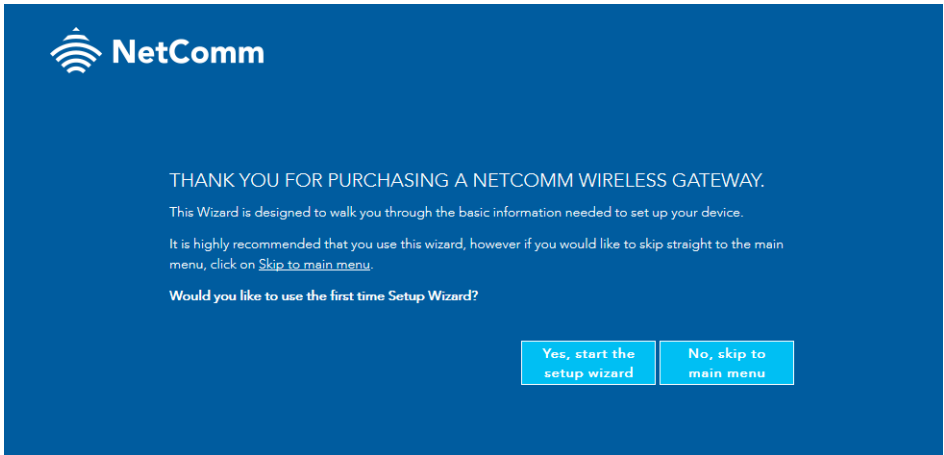 NetComm
THANK YOU FOR PURCHASING A NETCOMM WIRELESS GATEWAY.
This Wizard is designed to walk you through the basic information needed to set up your device.
It is highly recommended that you use this wizard, however if you would like to skip straight to the main
menu, click on Skip to main menu.
Would you like to use the first time Setup Wizard?
Yes, start the
setup wizard
No, skip to
main menu